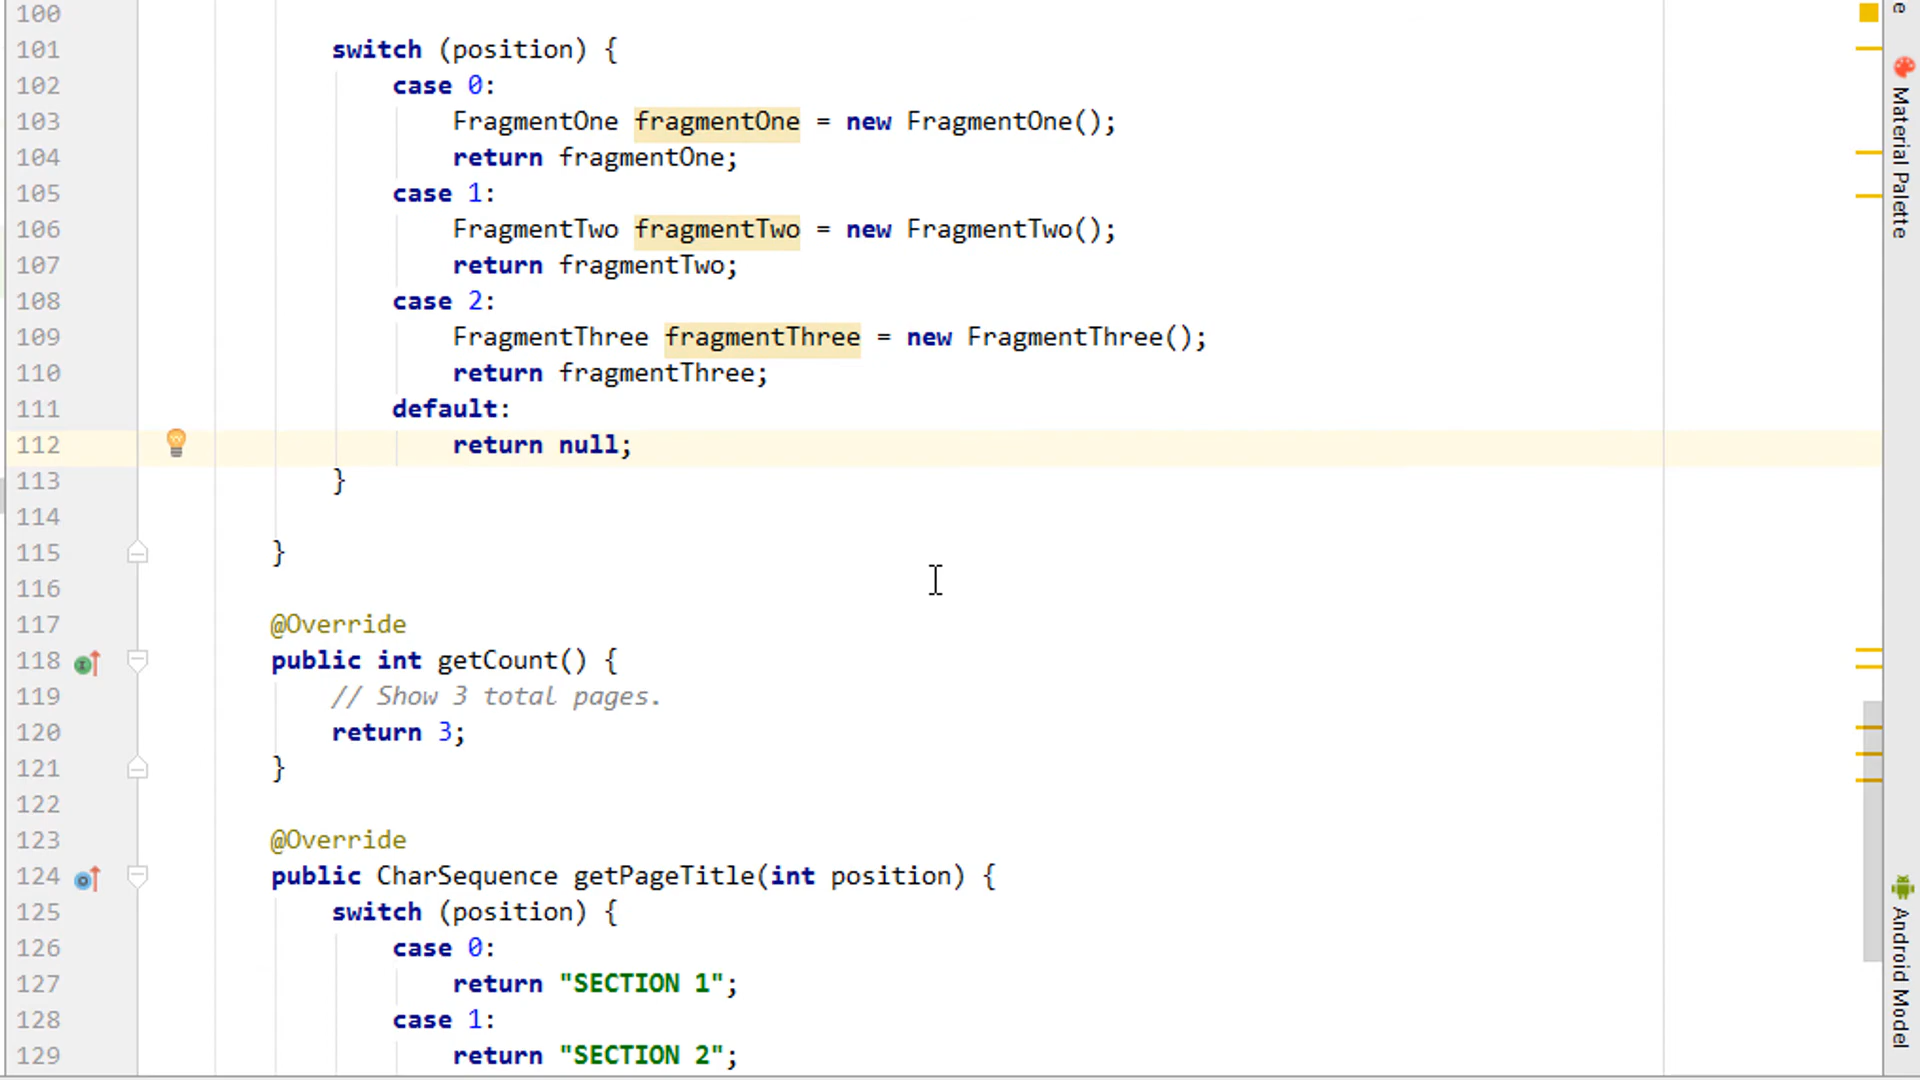 100
101 switch (position) {
102 case 0:
103 FragmentOne fragmentOne = new FragmentOne();
104 return fragmentOne;
105 case 1:
106 FragmentTwo fragmentTwo = new FragmentTwo();
107 return fragmentTwo;
108 case 2:
109 FragmentThree fragmentThree = new FragmentThree();
110 return fragmentThree;
111 default:
112 return null;
113 }
114
115 }
116
117 @Override
118 public int getCount() {
119 // Show 3 total pages.
120 return 3;
121 }
122
123 @Override
124 public CharSequence getPageTitle(int position) {
125 switch (position) {
126 case 0:
127 return "SECTION 1";
128 case 1:
129 return "SECTION 2";
e
Material Palette
Android Model